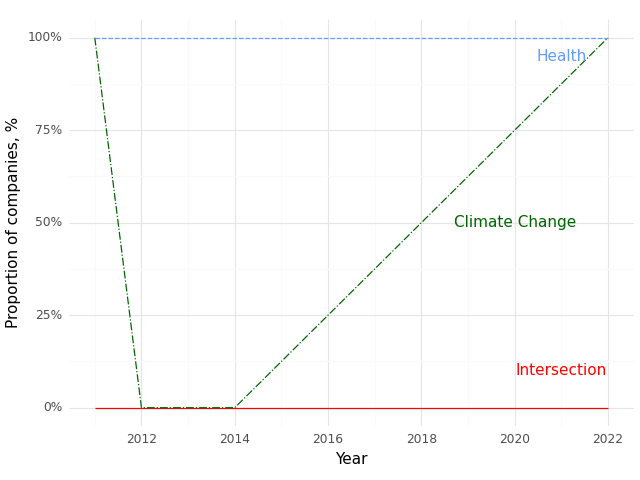 100%
Health
75%
Climate Change
50%
25%
Intersection
0%
Proportion of companies, %
2012 2014 2016 2018 2020 2022
Year